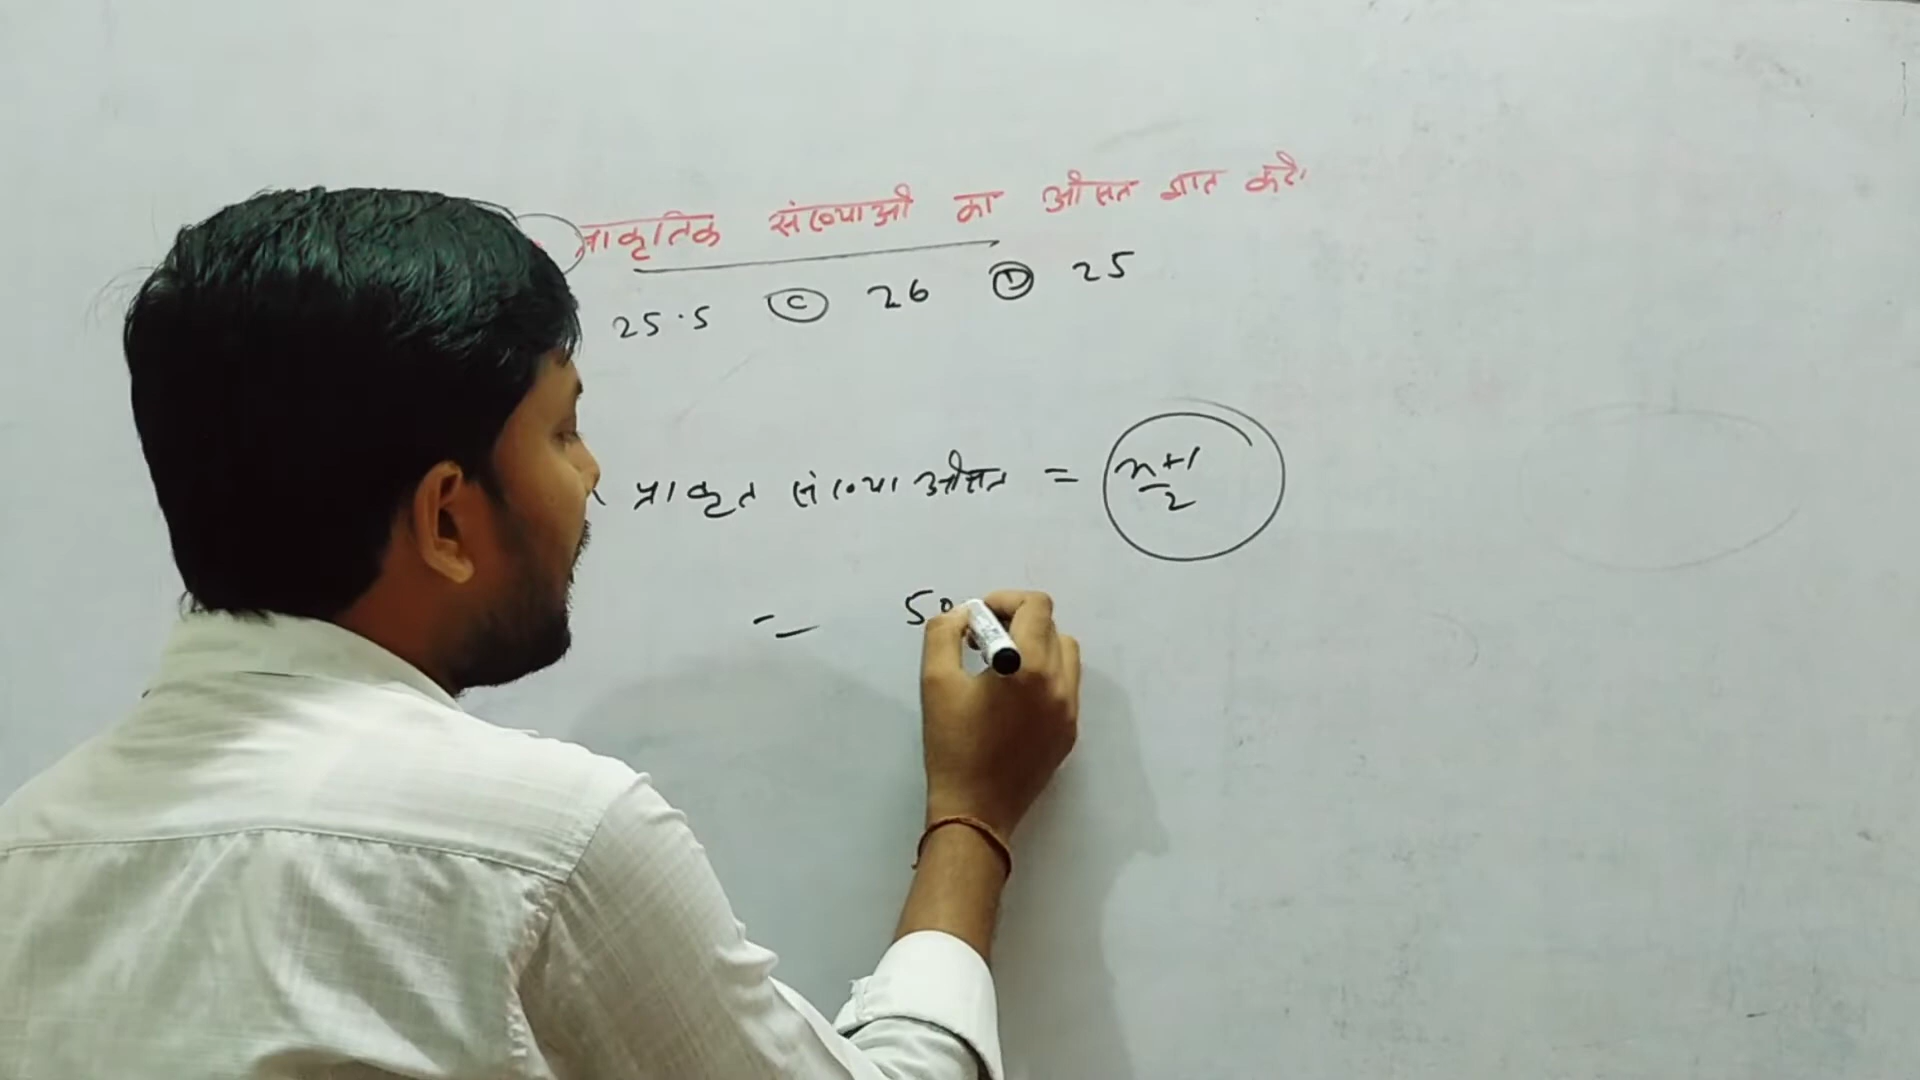 प्राकृतिक संख्याओ का औसत ज्ञात करे।
25.5 (C) 26 (D) 25
प्राकृत संख्या औसत = n+1/2
= 50